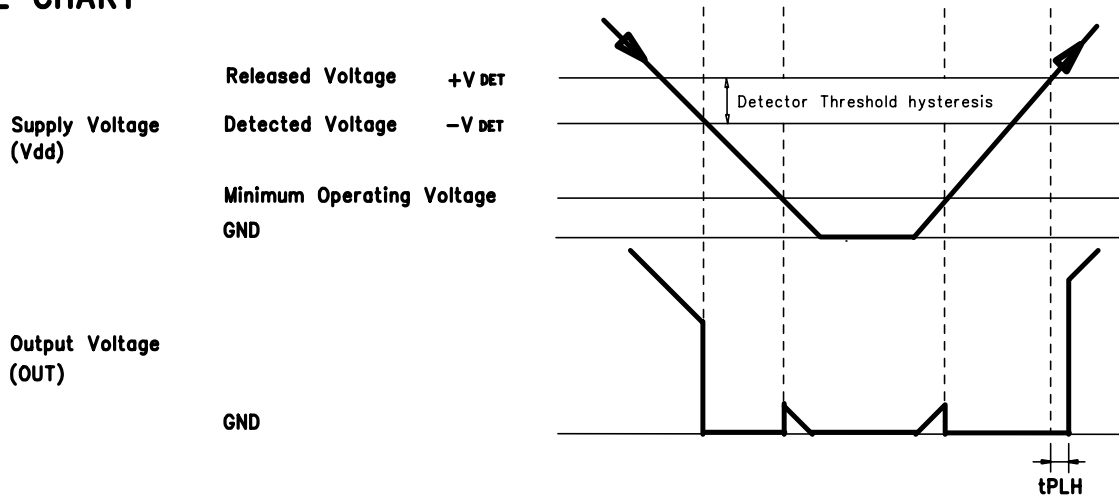 CHART
Released Voltage +V DET
Detector Threshold hysteresis
Supply Voltage
(Vdd)
Detected Voltage -V DET
Minimum Operating Voltage
GND
Output Voltage
(OUT)
GND
tPLH